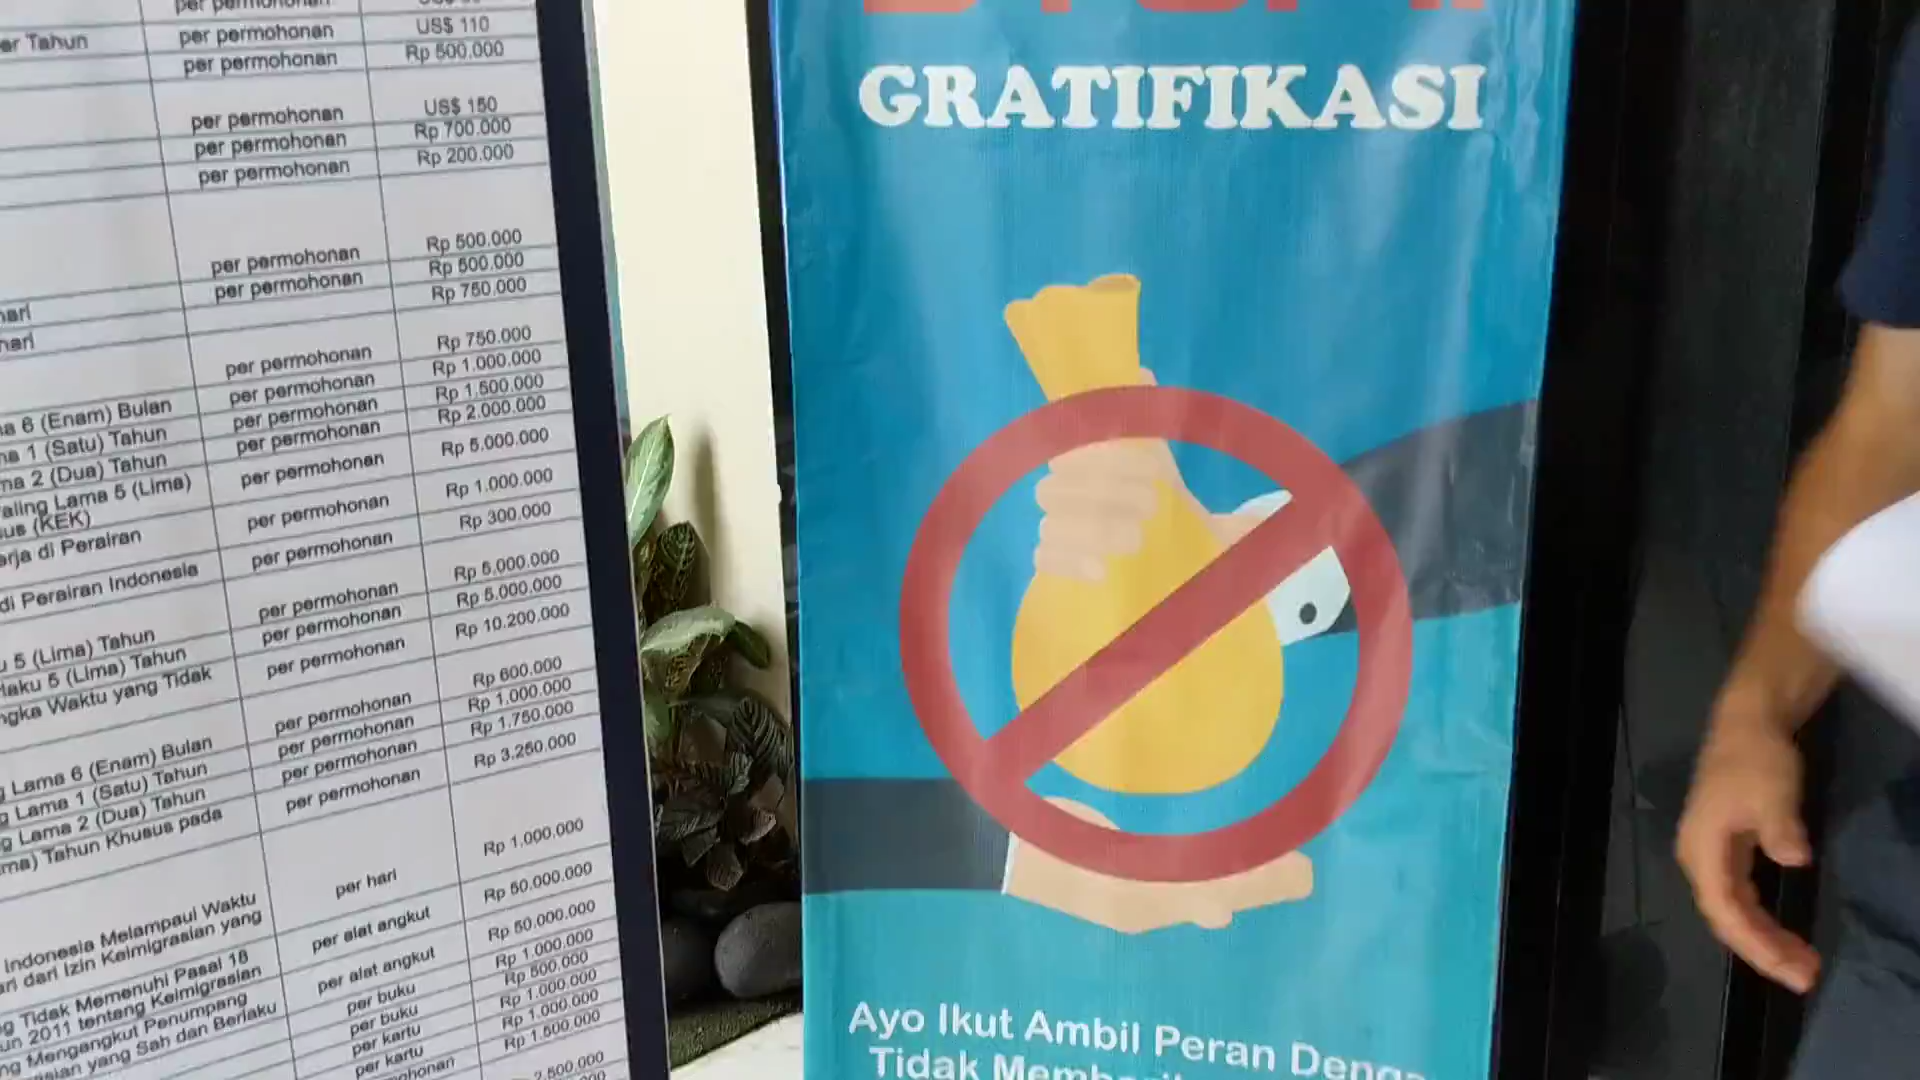 per permohonan
US$ 110
er Tahun
per permohonan
Rp 500.000
per permohonan
US$ 150
per permohonan
Rp 700.000
per permohonan
Rp 200.000
per permohonan
Rp 500.000
per permohonan
Rp 500.000
hari
per permohonan
Rp 750.000
hari
per permohonan
Rp 750.000
ma 6 (Enam) Bulan
per permohonan
Rp 1.000.000
ma 1 (Satu) Tahun
per permohonan
Rp 1.500.000
ma 2 (Dua) Tahun
per permohonan
Rp 2.000.000
aling Lama 5 (Lima)
per permohonan
Rp 5.000.000
sus (KEK)
erja di Perairan
per permohonan
Rp 1.000.000
di Perairan Indonesia
per permohonan
Rp 300.000
u 5 (Lima) Tahun
per permohonan
Rp 5.000.000
laku 5 (Lima) Tahun
per permohonan
Rp 5.000.000
ngka Waktu yang Tidak
per permohonan
Rp 10.200.000
g Lama 6 (Enam) Bulan
per permohonan
Rp 600.000
g Lama 1 (Satu) Tahun
per permohonan
Rp 1.000.000
g Lama 2 (Dua) Tahun
per permohonan
Rp 1.750.000
ma) Tahun Khusus pada
per permohonan
Rp 3.250.000
Indonesia Melampaui Waktu
per hari
Rp 1.000.000
ari dari Izin Keimigrasian yang
g Tidak Memenuhi Pasal 18
per alat angkut
Rp 50.000.000
un 2011 tentang Keimigrasian
ng Mengangkut Penumpang
per alat angkut
Rp 50.000.000
asian yang Sah dan Berlaku
per buku
Rp 1.000.000
per buku
Rp 500.000
per kartu
Rp 1.000.000
per kartu
Rp 1.000.000
mohonan
Rp 1.500.000
2.500.000
GRATIFIKASI
Ayo Ikut Ambil Peran Denga
Tidak